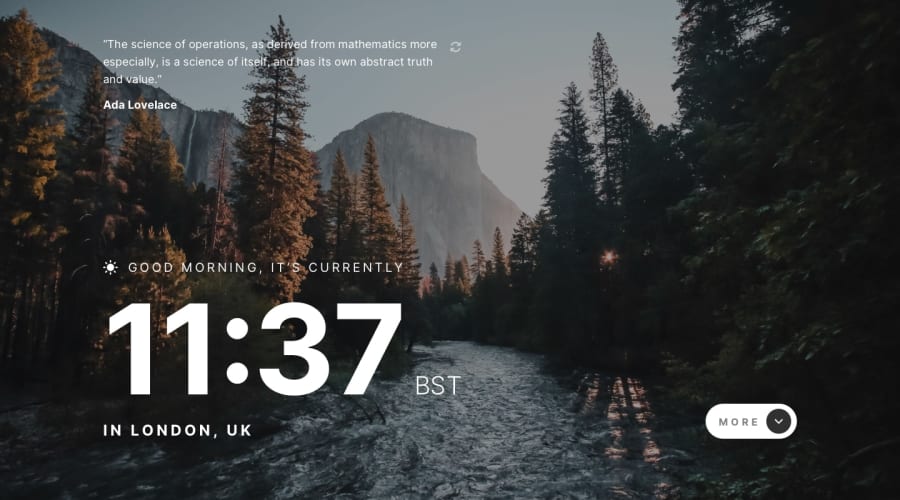 “The science of operations, as derived from mathematics more
especially, is a science of itself, and has its own abstract truth
and value.”
Ada Lovelace
GOOD MORNING, IT'S CURRENTLY
11:37 BST
IN LONDON, UK
MORE